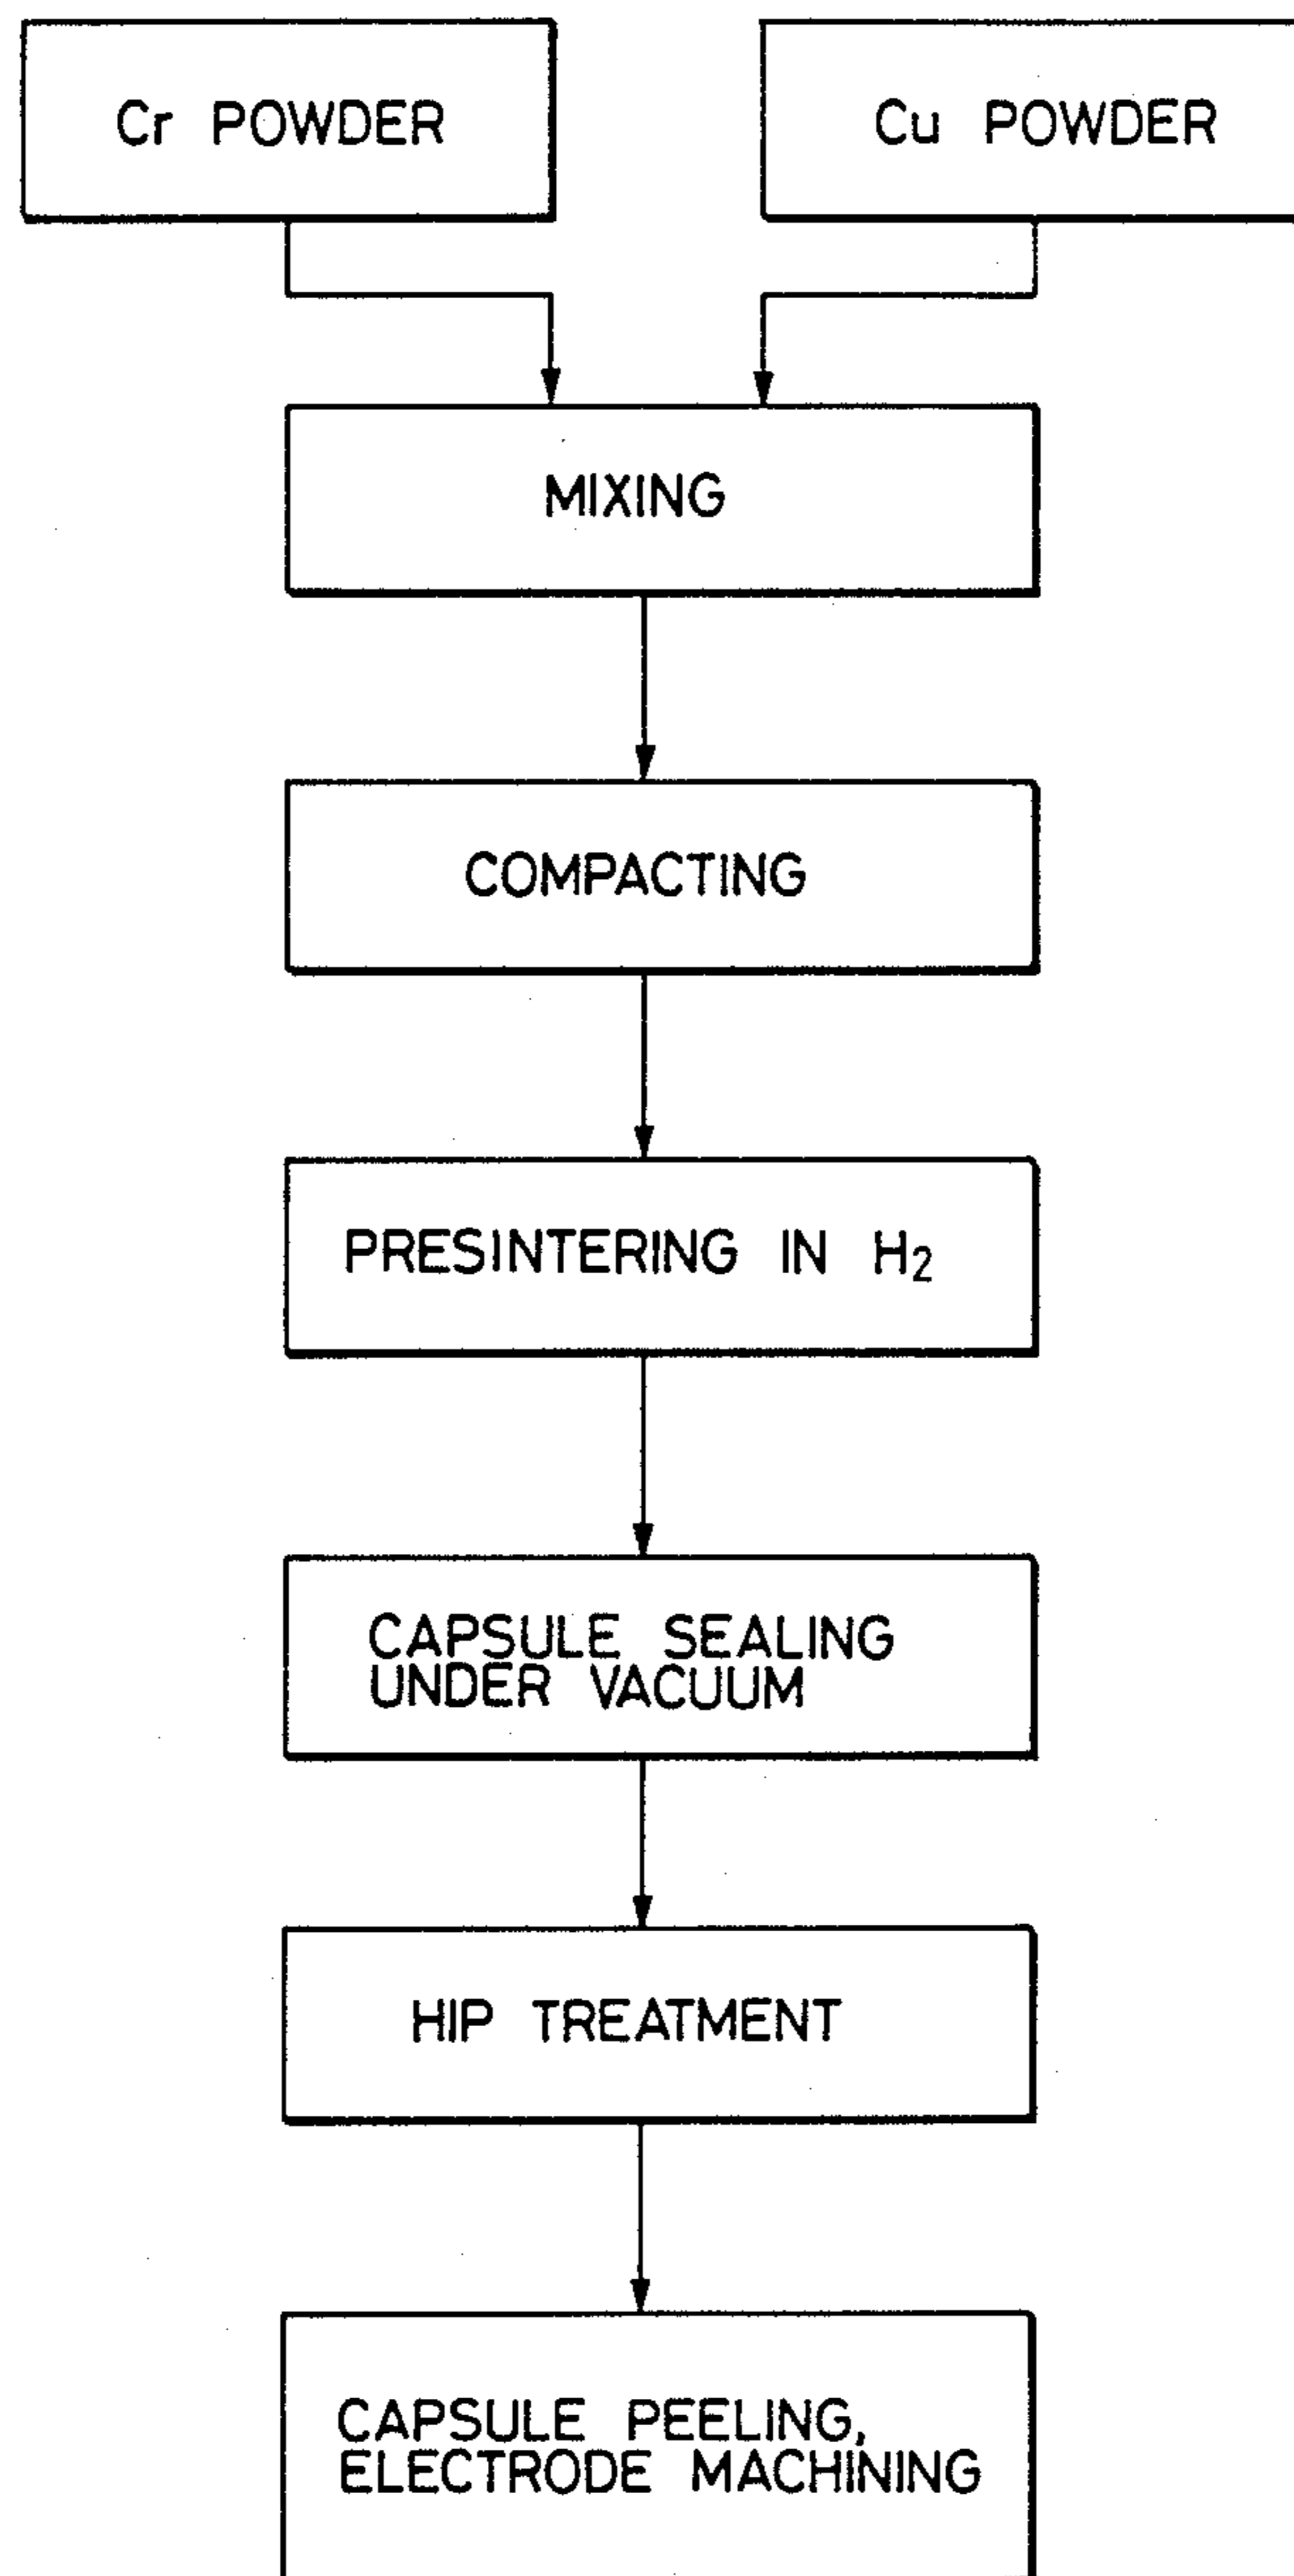 Cr POWDER
Cu POWDER
MIXING
COMPACTING
PRESINTERING IN H₂
CAPSULE SEALING
UNDER VACUUM
HIP TREATMENT
CAPSULE PEELING,
ELECTRODE MACHINING